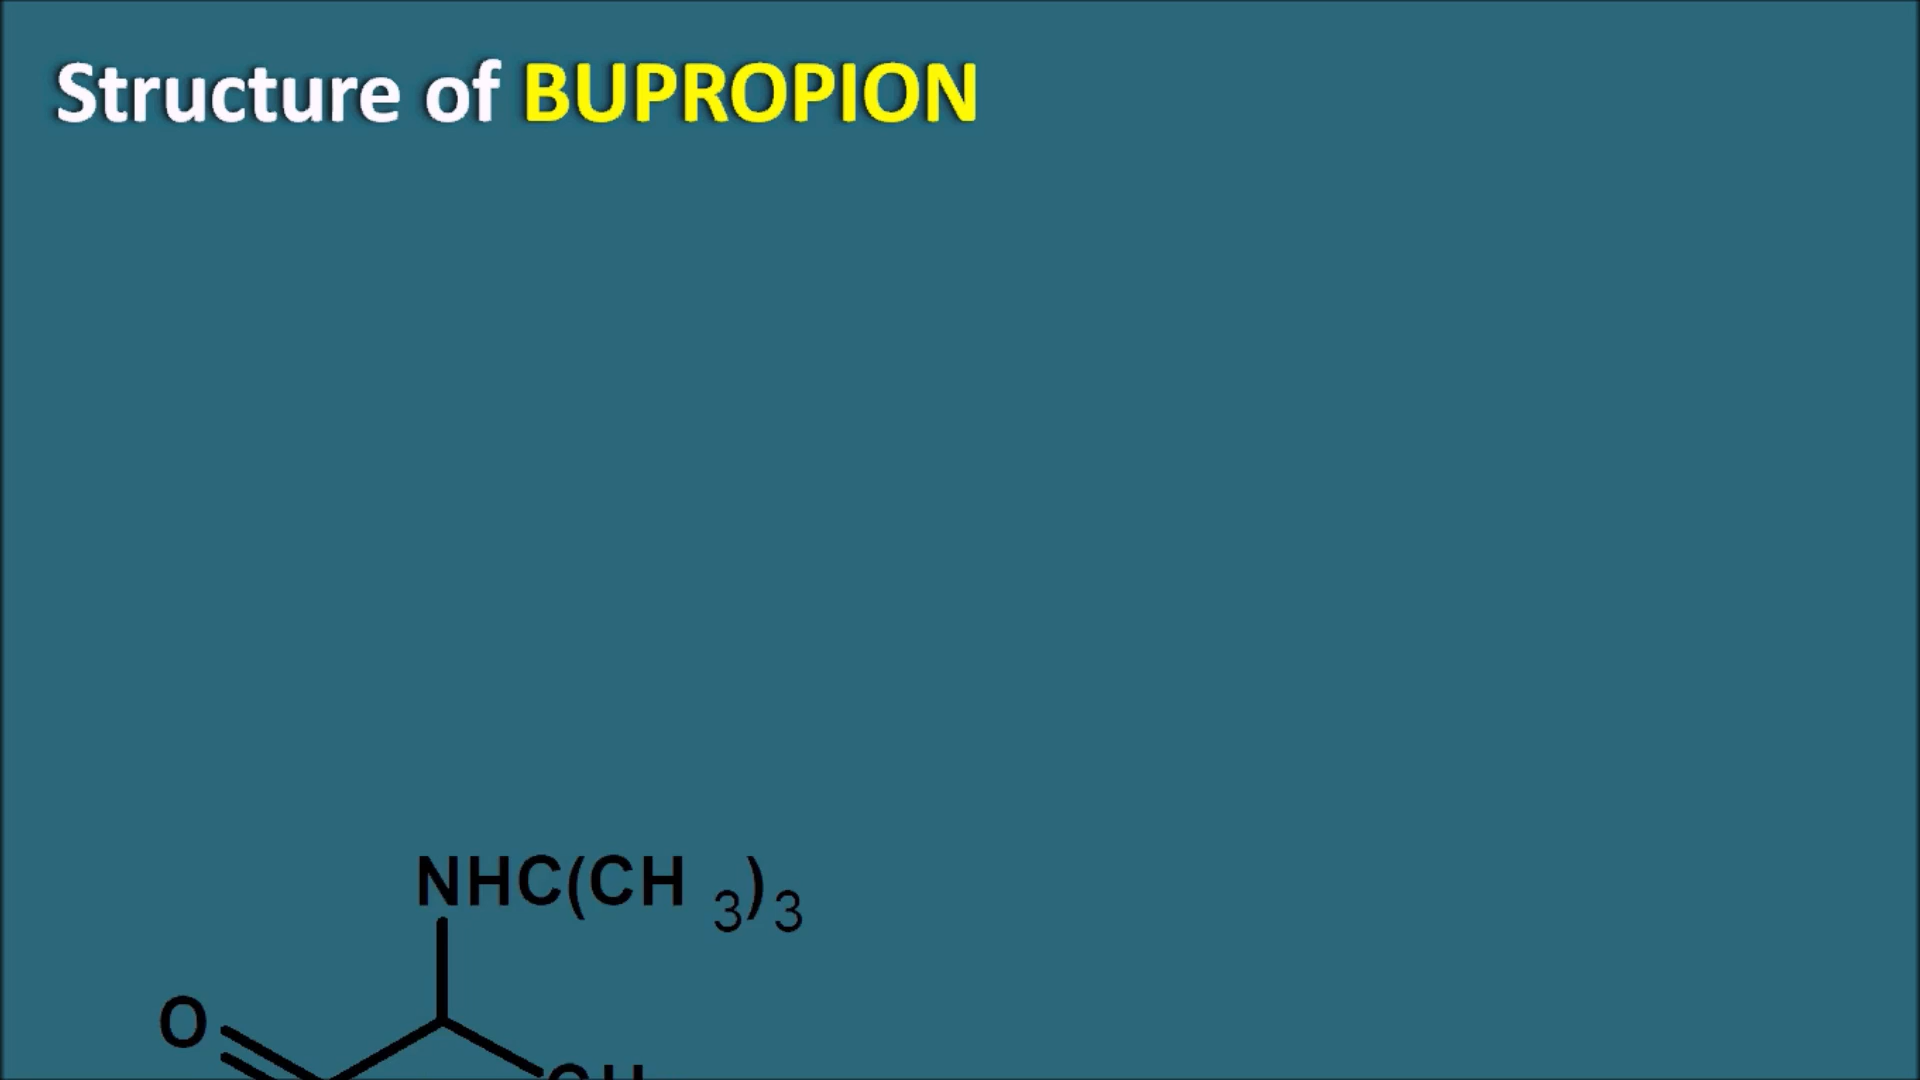 Structure of BUPROPION
NHC(CH 3)3
O